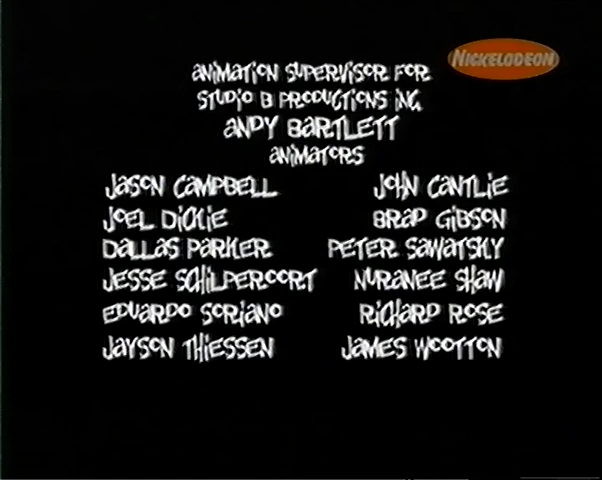 NICKELODEON
ANIMATION SUPERVISOR FOR
STUDIO B PRODUCTIONS INC.
ANDY BARTLETT
ANIMATORS
JASON CAMPBELL JOHN CANTLIE
JOEL DICKIE BRAD GIBSON
DALLAS PARKER PETER SAWATSKY
JESSE SCHILPEROORT NURANEE SHAW
EDUARDO SORIANO RICHARD ROSE
JAYSON THIESSEN JAMES WOOTTON